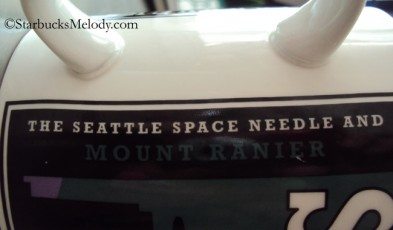 ©StarbucksMelody.com
THE SEATTLE SPACE NEEDLE AND
MOUNT RANIER
S